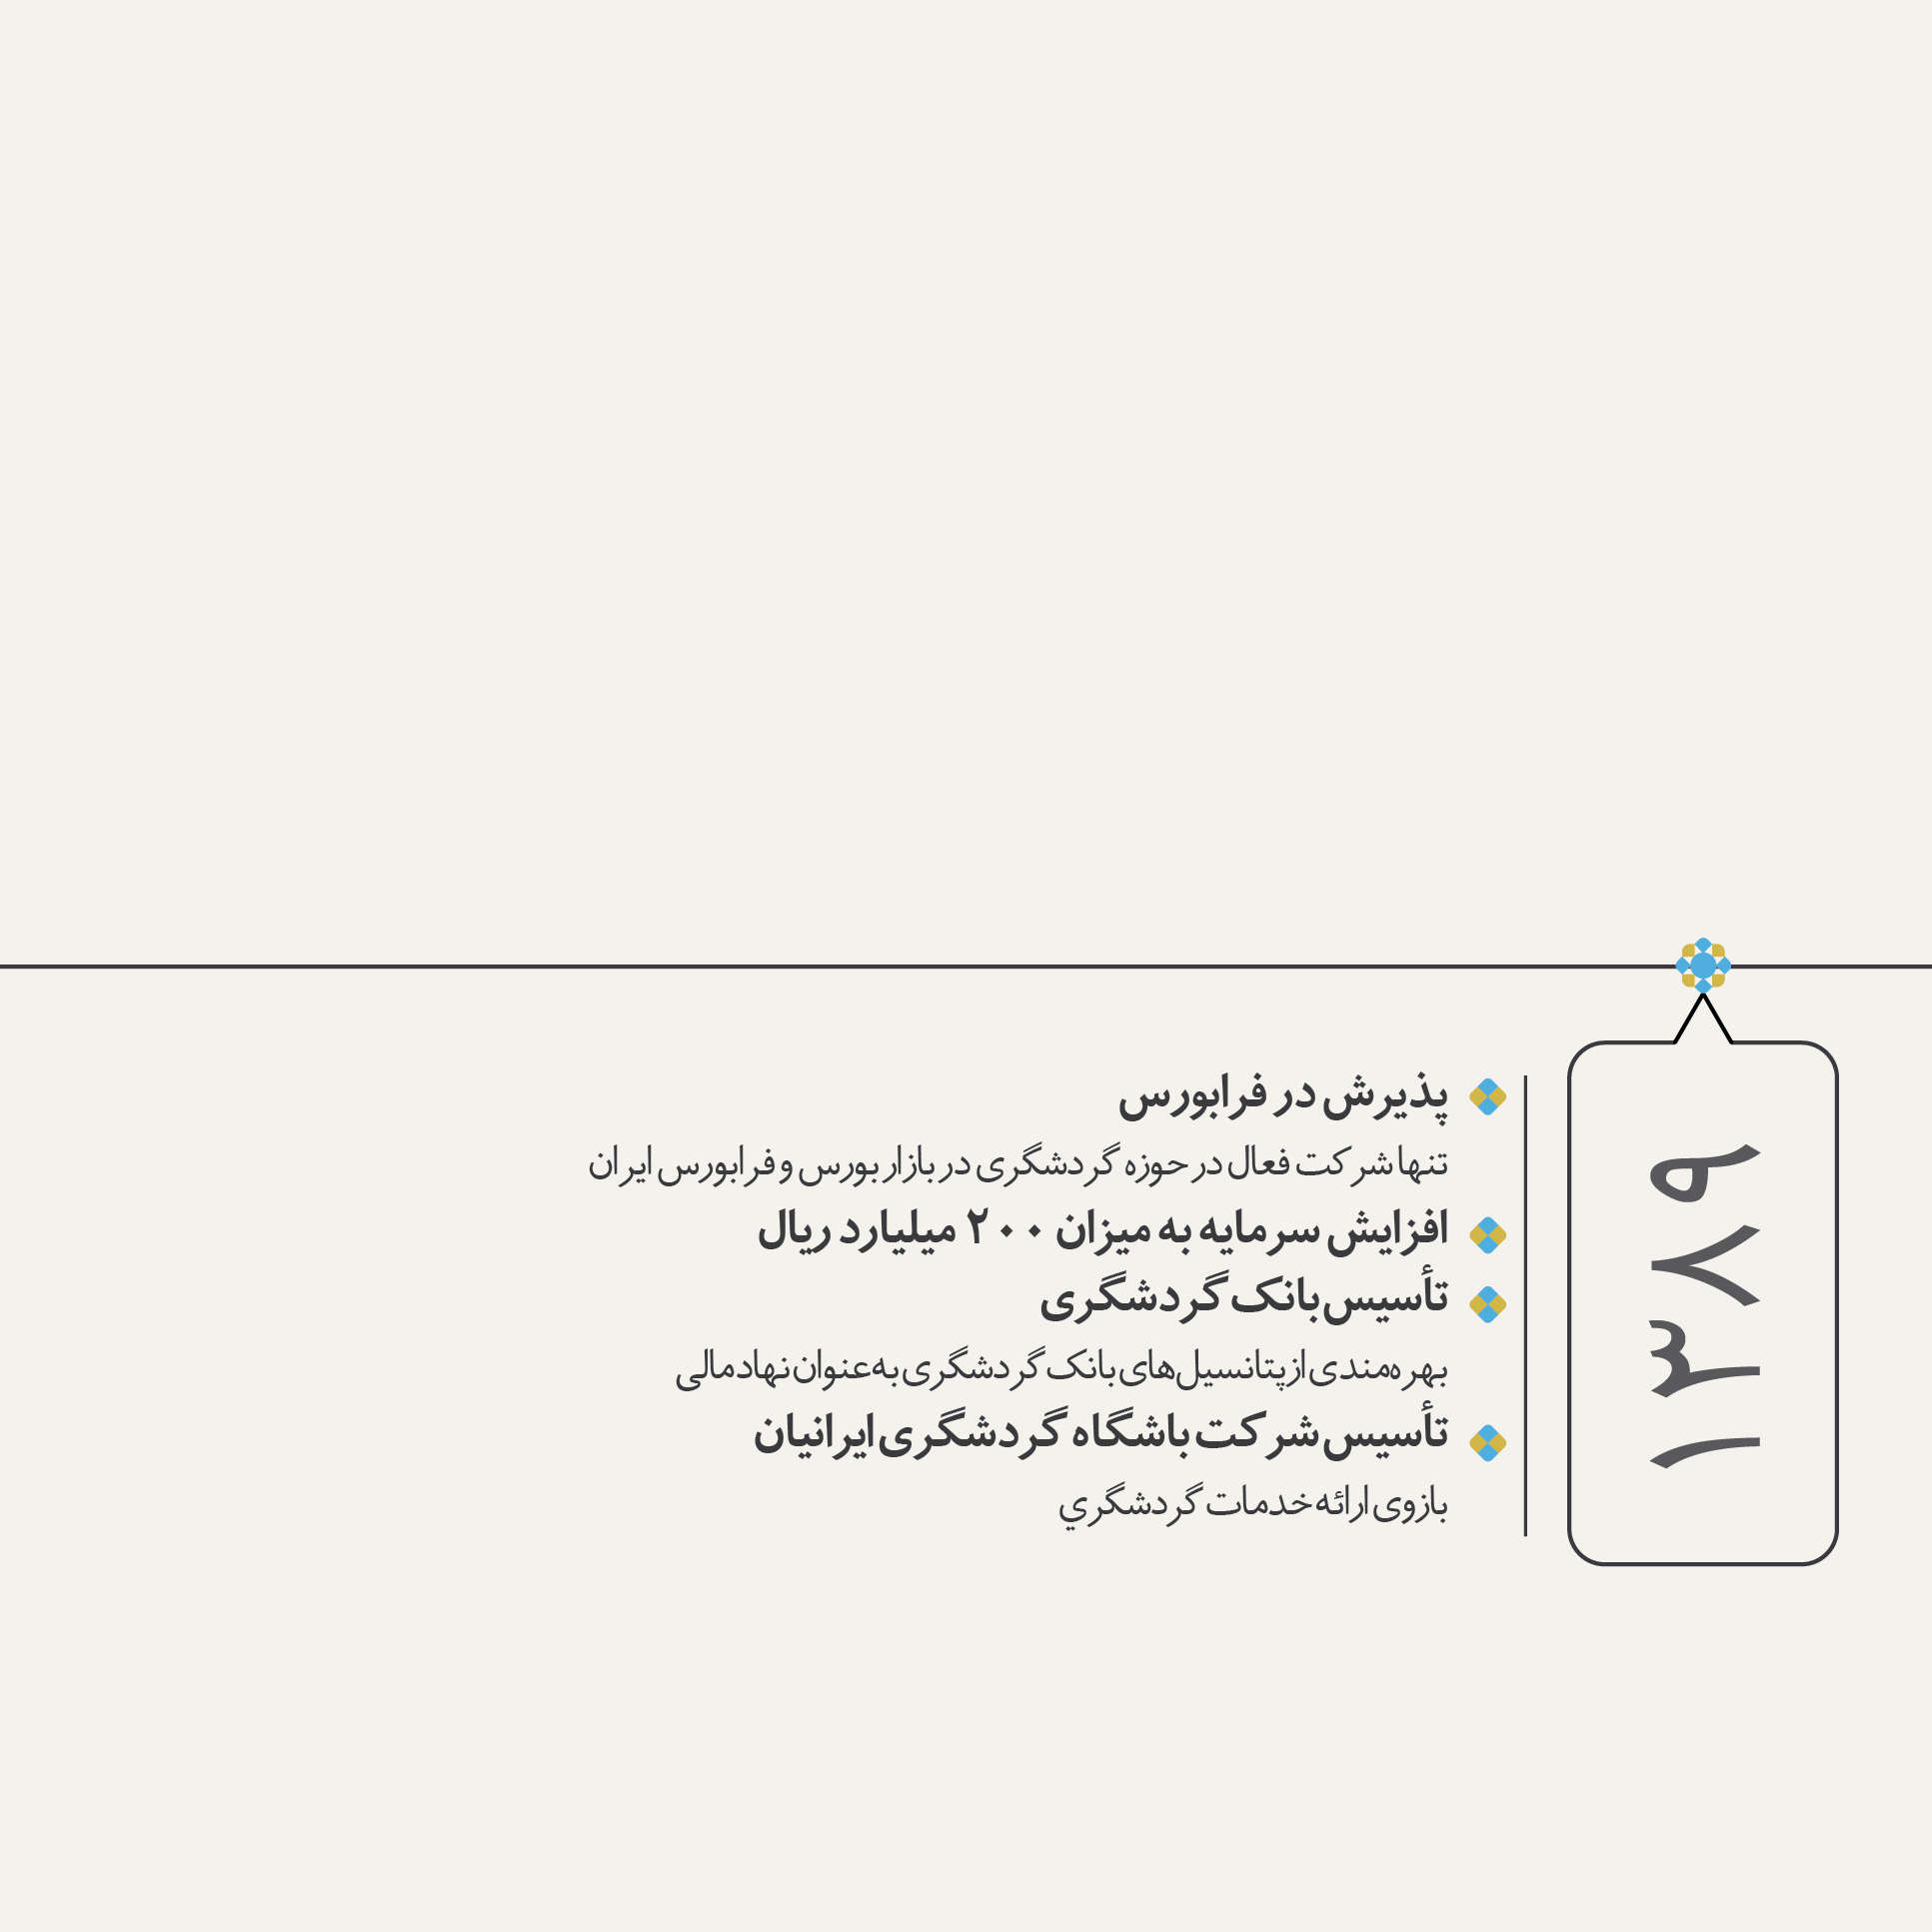 ۱۳۸۹
پذیرش در فرابورس
تنها شرکت فعال در حوزه گردشگری در بازار بورس و فرابورس ایران
افزایش سرمایه به میزان ۲۰۰ میلیارد ریال
تأسیس بانک گردشگری
بهره‌مندی از پتانسیل‌های بانک گردشگری به‌عنوان نهاد مالی
تأسیس شرکت باشگاه گردشگری ایرانیان
بازوی ارائه خدمات گردشگري